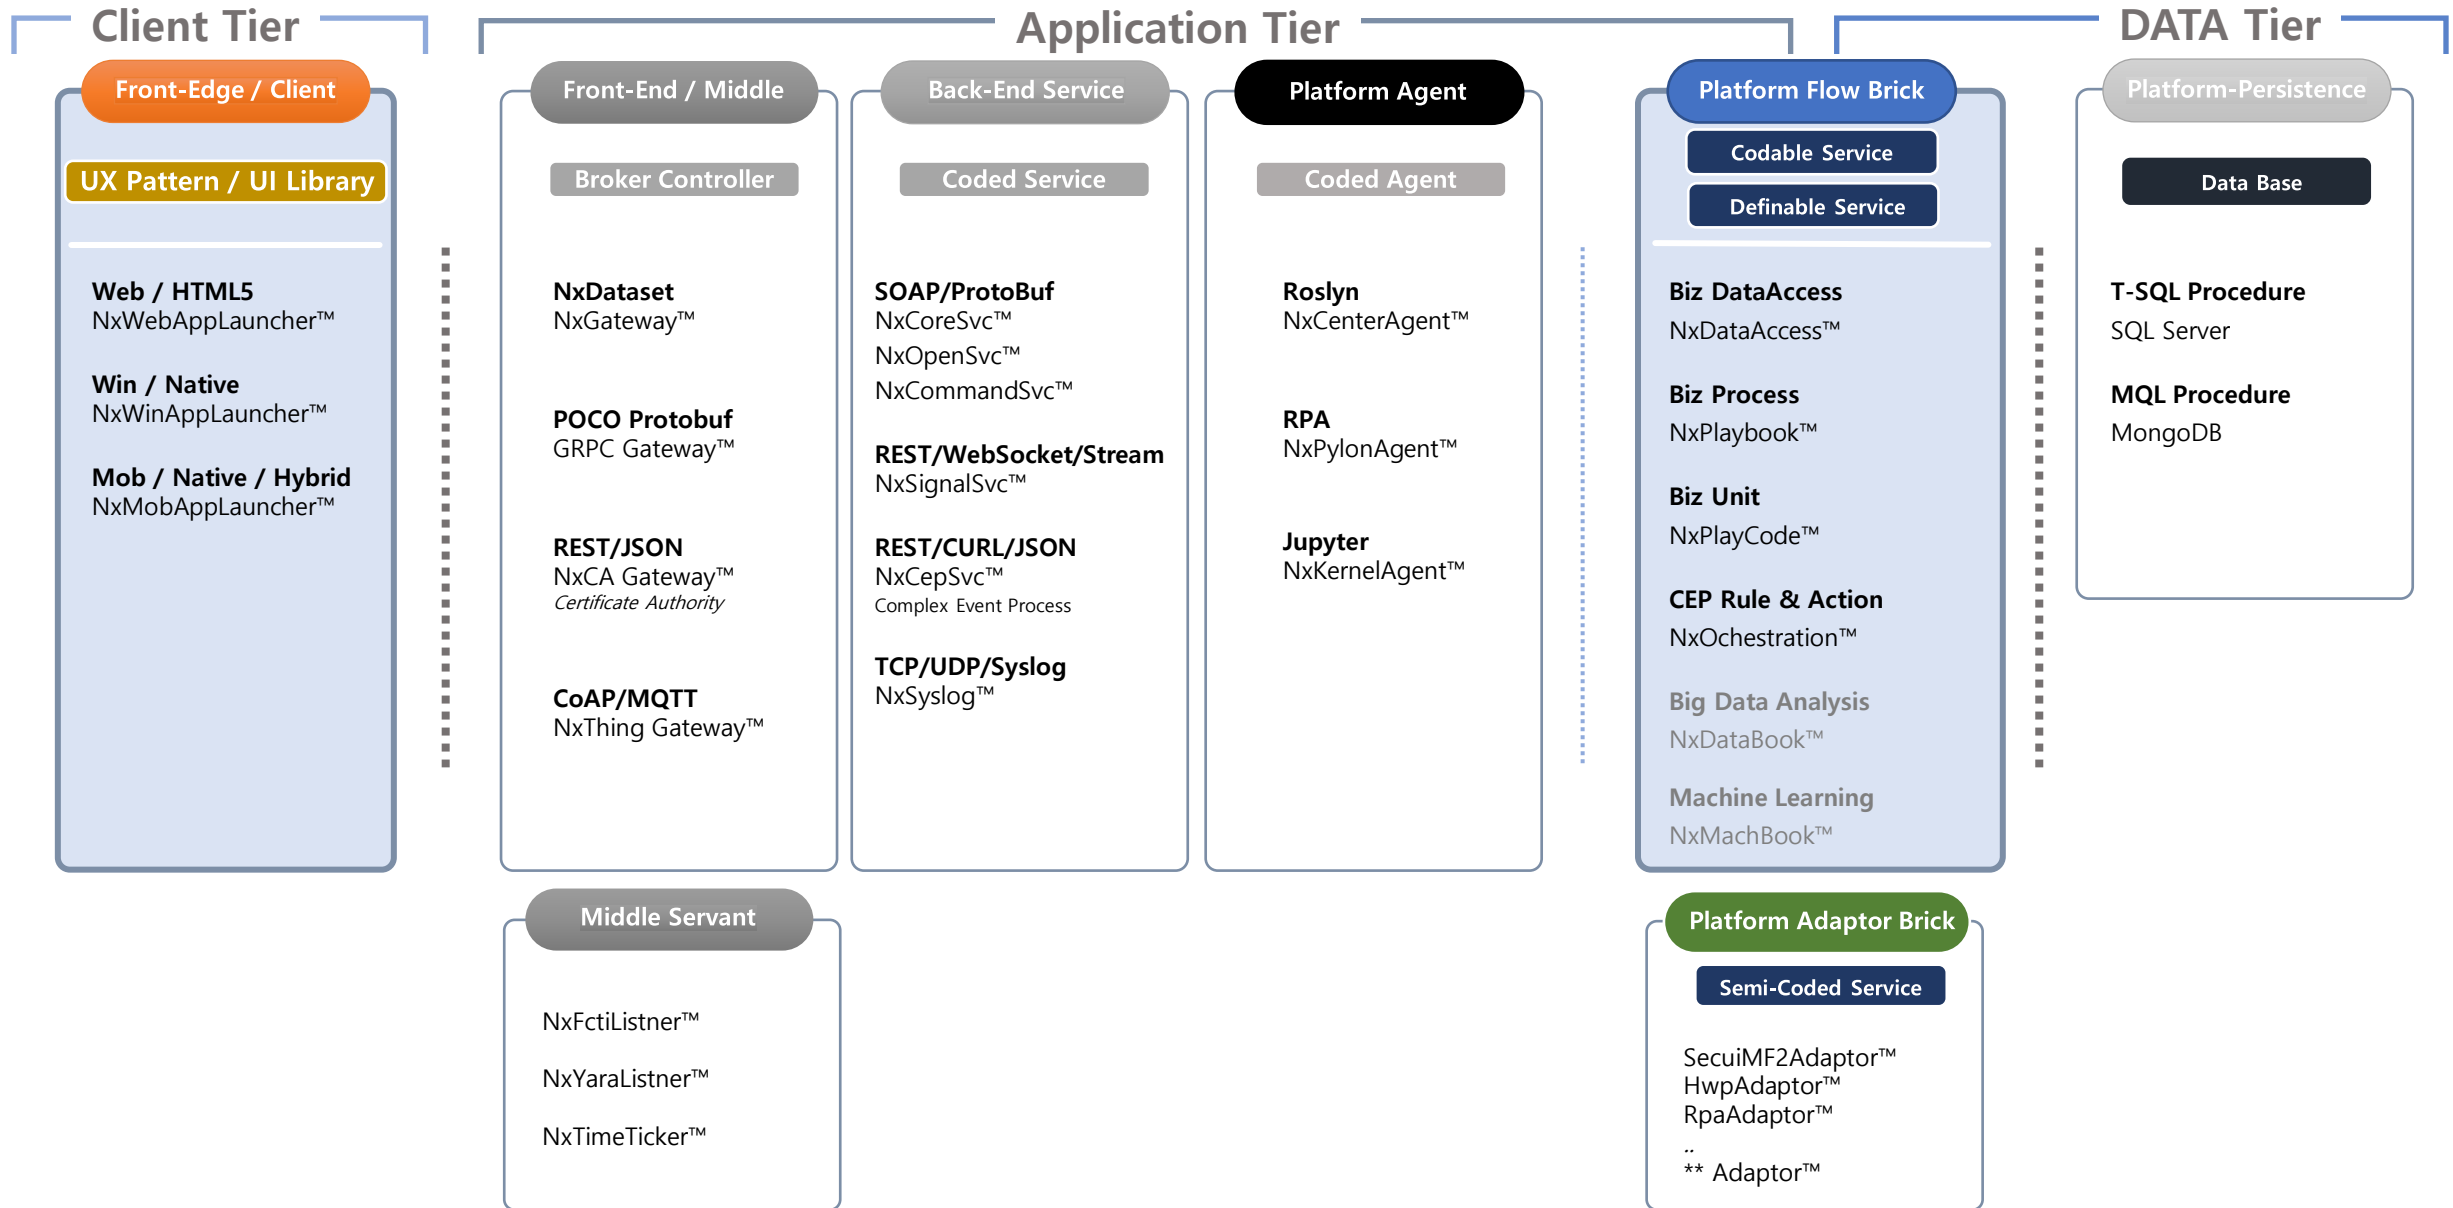 Client Tier
Application Tier
DATA Tier
Front-Edge / Client
UX Pattern / UI Library
Web / HTML5
NxWebAppLauncher™
Win / Native
NxWinAppLauncher™
Mob / Native / Hybrid
NxMobAppLauncher™
Front-End / Middle
Broker Controller
NxDataset
NxGateway™
POCO Protobuf
GRPC Gateway™
REST/JSON
NxCA Gateway™
Certificate Authority
CoAP/MQTT
NxThing Gateway™
Back-End Service
Coded Service
SOAP/ProtoBuf
NxCoreSvc™
NxOpenSvc™
NxCommandSvc™
REST/WebSocket/Stream
NxSignalSvc™
REST/CURL/JSON
NxCepSvc™
Complex Event Process
TCP/UDP/Syslog
NxSyslog™
Platform Agent
Coded Agent
Roslyn
NxCenterAgent™
RPA
NxPylonAgent™
Jupyter
NxKernelAgent™
Platform Flow Brick
Codable Service
Definable Service
Biz DataAccess
NxDataAccess™
Biz Process
NxPlaybook™
Biz Unit
NxPlayCode™
CEP Rule & Action
NxOchestration™
Big Data Analysis
NxDataBook™
Machine Learning
NxMachBook™
Platform-Persistence
Data Base
T-SQL Procedure
SQL Server
MQL Procedure
MongoDB
Middle Servant
NxFctiListner™
NxYaraListner™
NxTimeTicker™
Platform Adaptor Brick
Semi-Coded Service
SecuiMF2Adaptor™
HwpAdaptor™
RpaAdaptor™
..
** Adaptor™